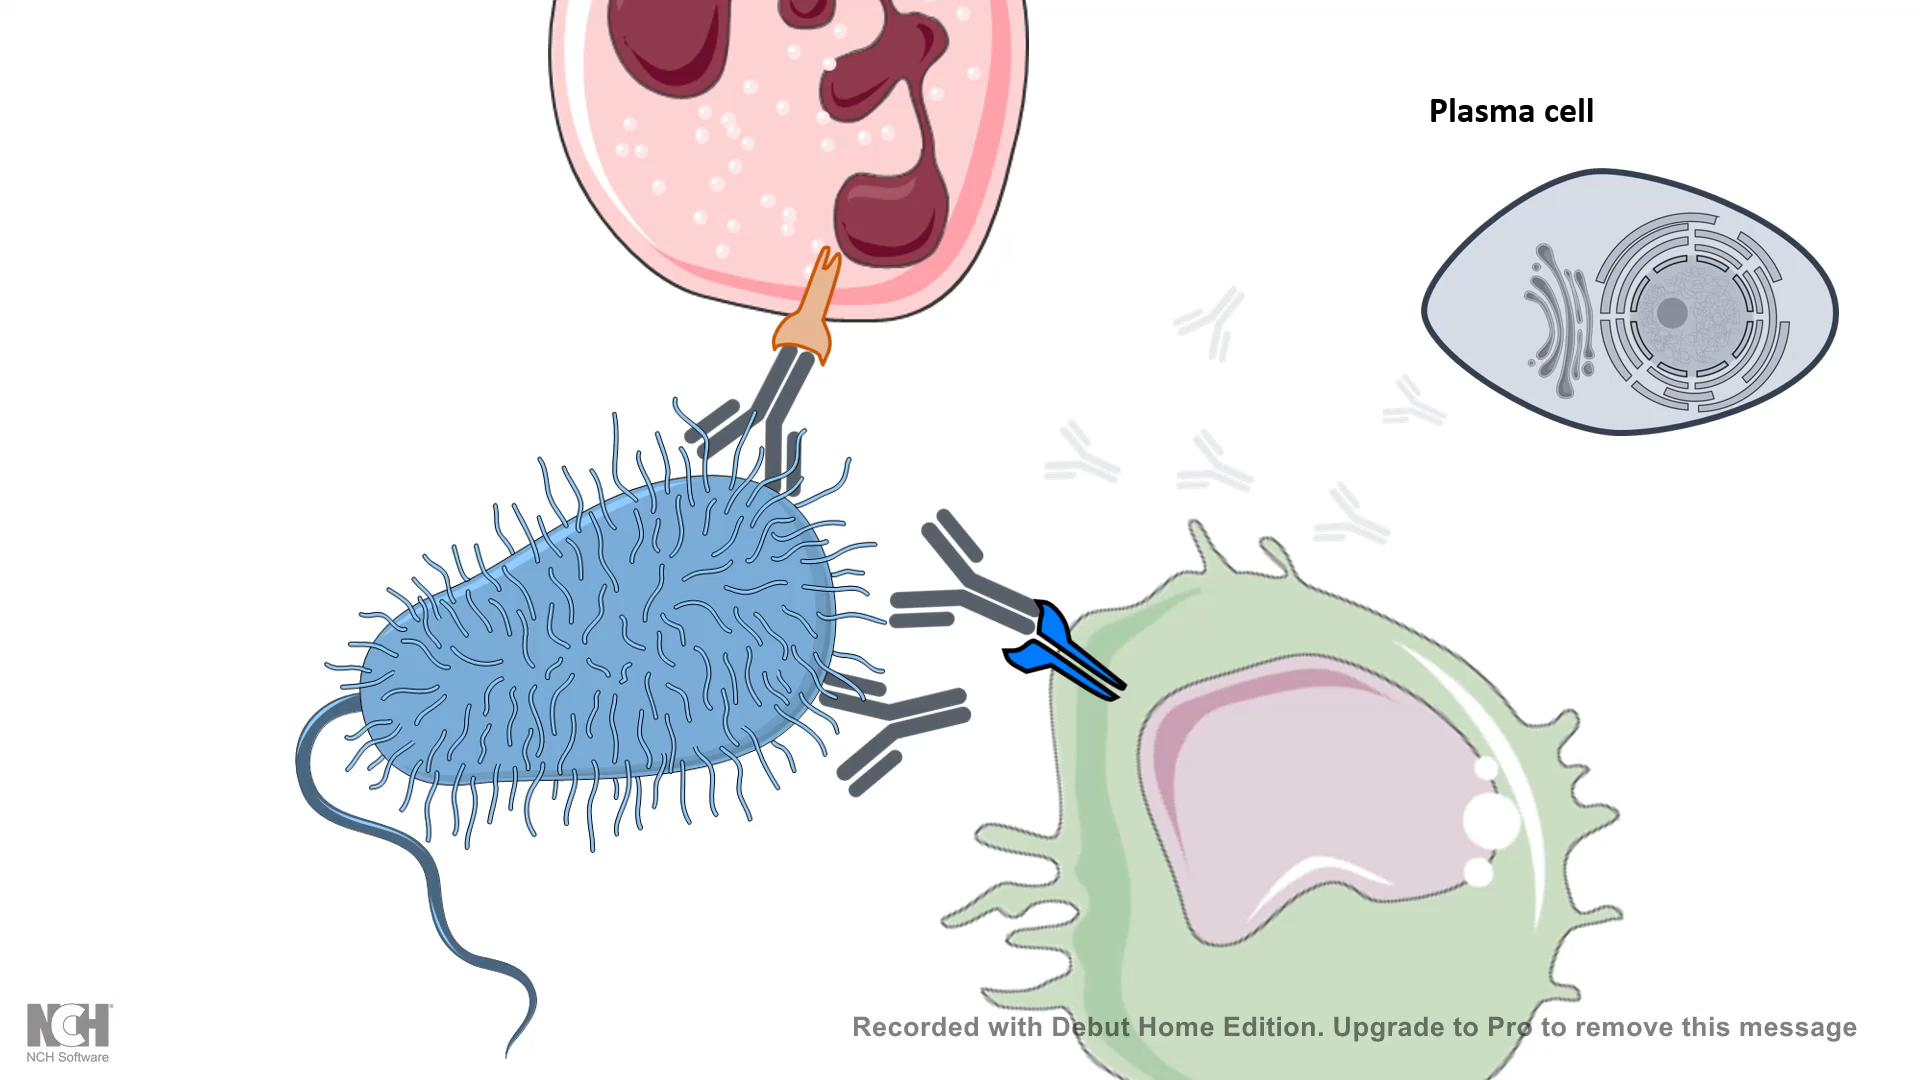 Plasma cell
NCH
NCH Software
Recorded with Debut Home Edition. Upgrade to Pro to remove this message